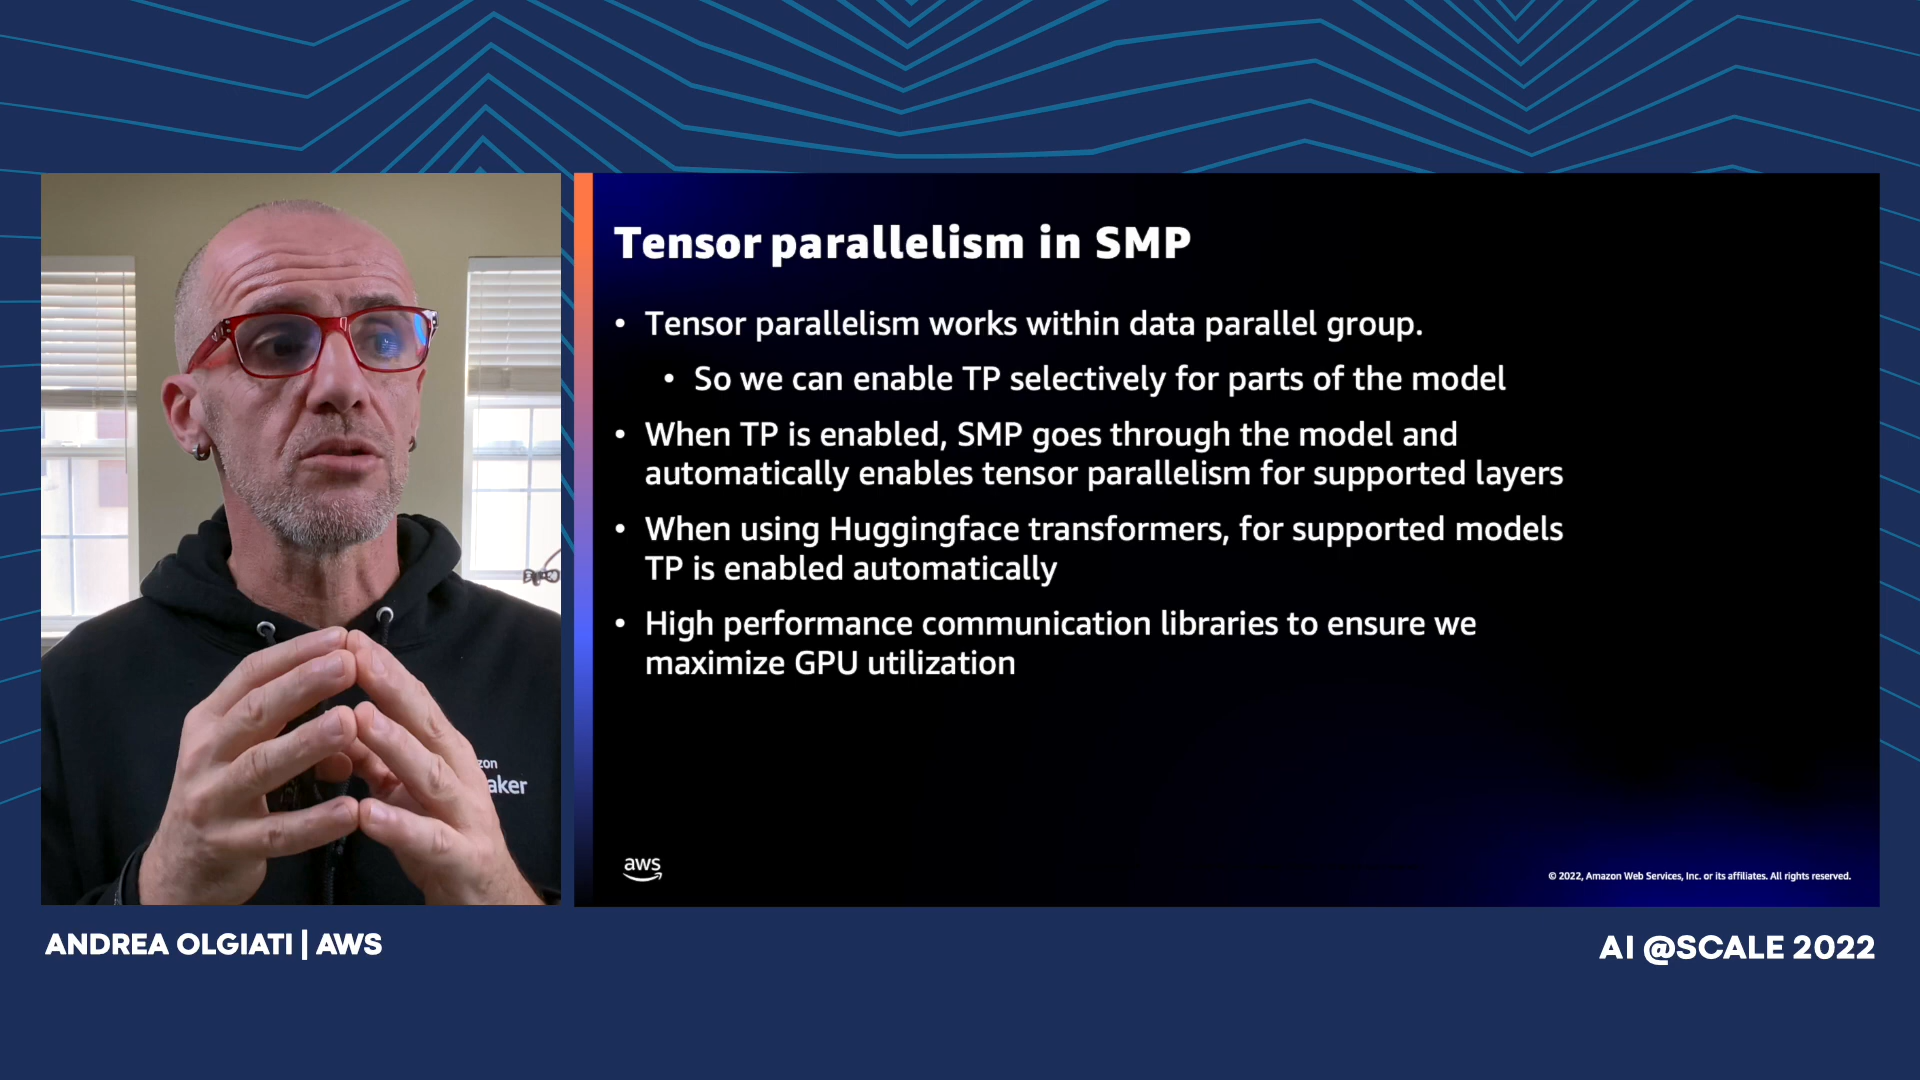 Tensor parallelism in SMP
• Tensor parallelism works within data parallel group.
• So we can enable TP selectively for parts of the model
• When TP is enabled, SMP goes through the model and
automatically enables tensor parallelism for supported layers
• When using Huggingface transformers, for supported models
TP is enabled automatically
• High performance communication libraries to ensure we
maximize GPU utilization
zon
aker
aws
© 2022, Amazon Web Services, Inc. or its affiliates. All rights reserved.
ANDREA OLGIATI | AWS
AI @SCALE 2022